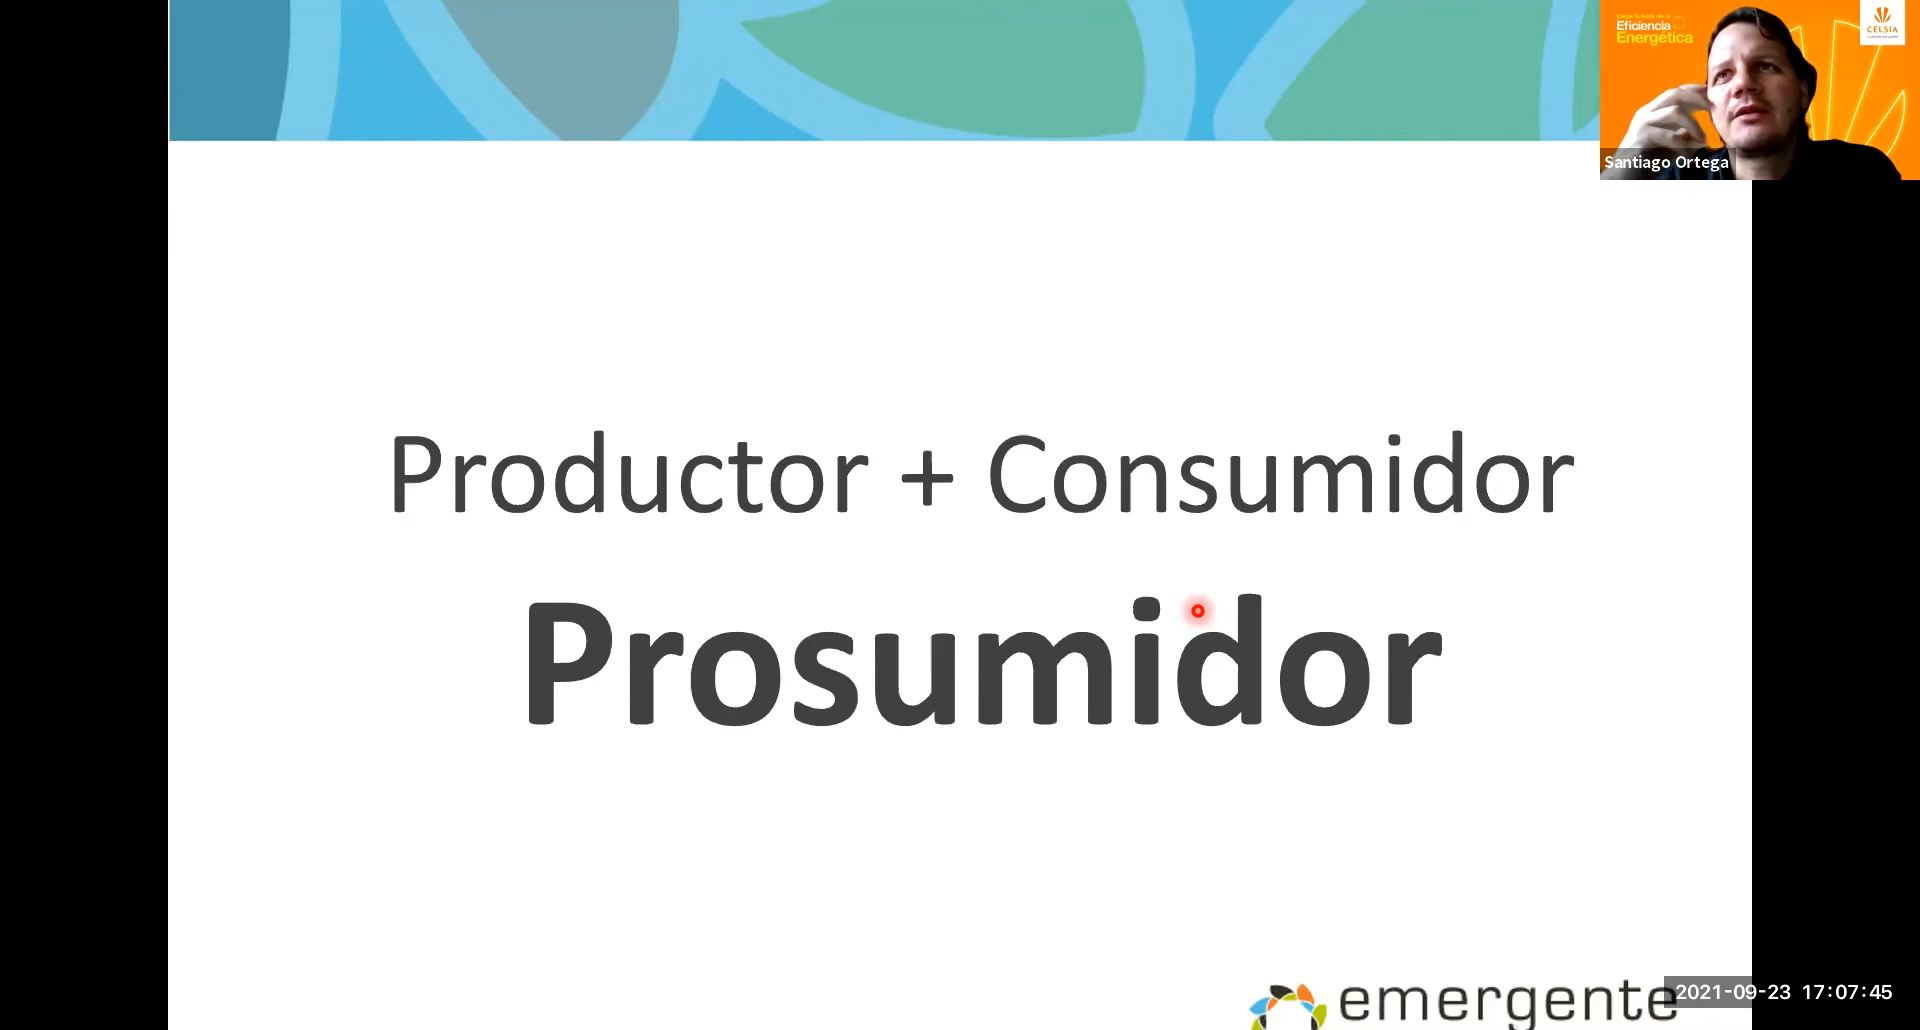 Eficiencia
Energética
CELSIA
Santiago Ortega
Productor + Consumidor
Prosumidor
emergente
2021-09-23 17:07:45